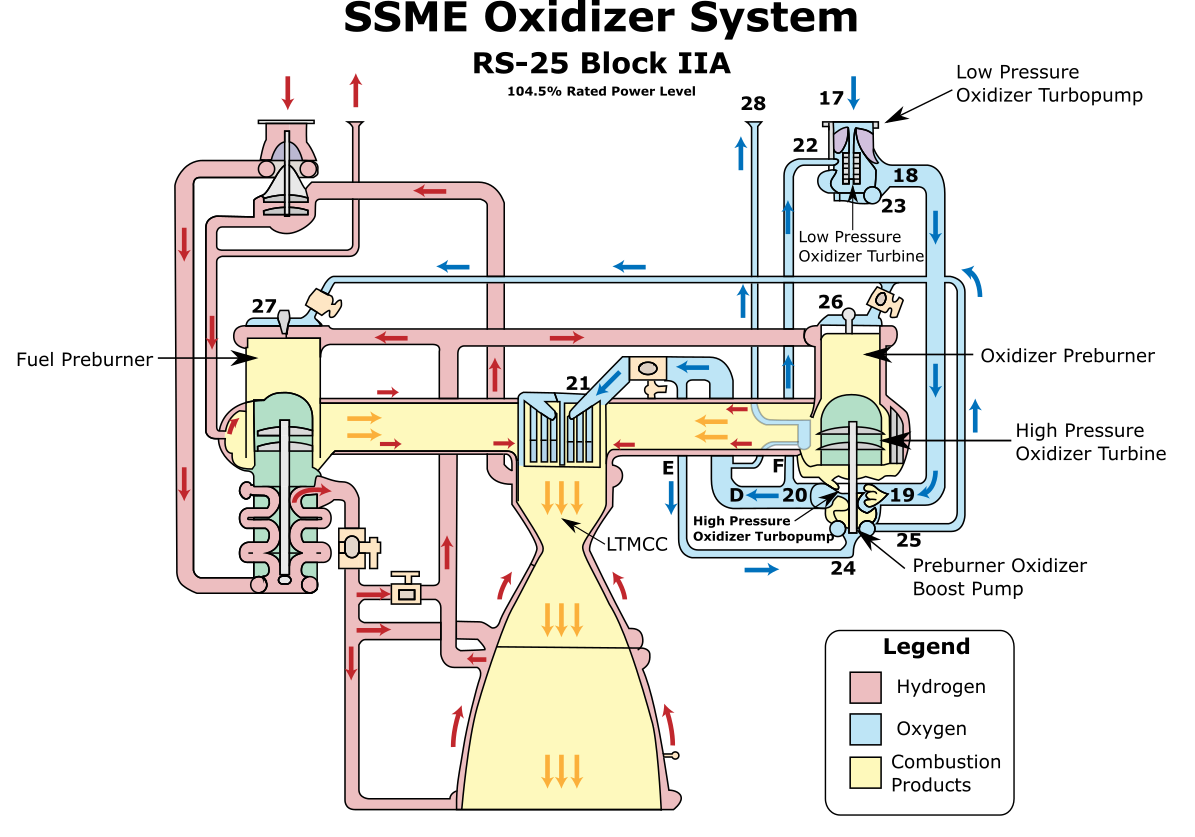 SSME Oxidizer System
RS-25 Block IIA
104.5% Rated Power Level
Low Pressure
Oxidizer Turbopump
28
17
22
18
23
Low Pressure
Oxidizer Turbine
27
26
Fuel Preburner
Oxidizer Preburner
21
High Pressure
Oxidizer Turbine
E
F
D
20
19
High Pressure
Oxidizer Turbopump
LTMCC
25
24
Preburner Oxidizer
Boost Pump
Legend
Hydrogen
Oxygen
Combustion
Products